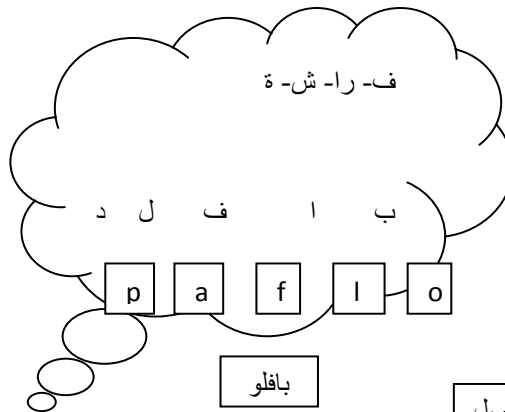 ف- را- ش- ة
ب ا ف ل د
p a f l o
بافلو